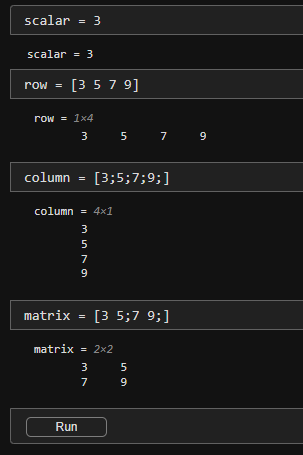 scalar = 3
scalar = 3
row = [3 5 7 9]
row = 1×4
3 5 7 9
column = [3;5;7;9;]
column = 4×1
3
5
7
9
matrix = [3 5;7 9;]
matrix = 2×2
3 5
7 9
Run